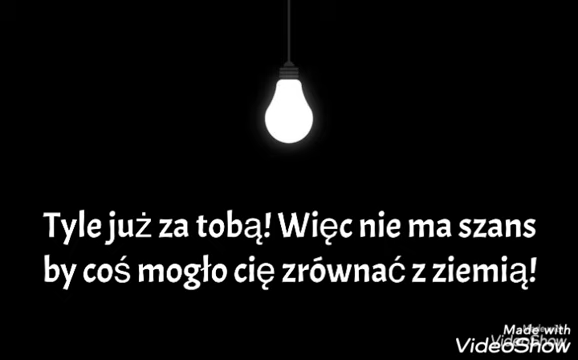 Tyle już za tobą! Więc nie ma szans
by coś mogło cię zrównać z ziemią!
Made with
VideoShow